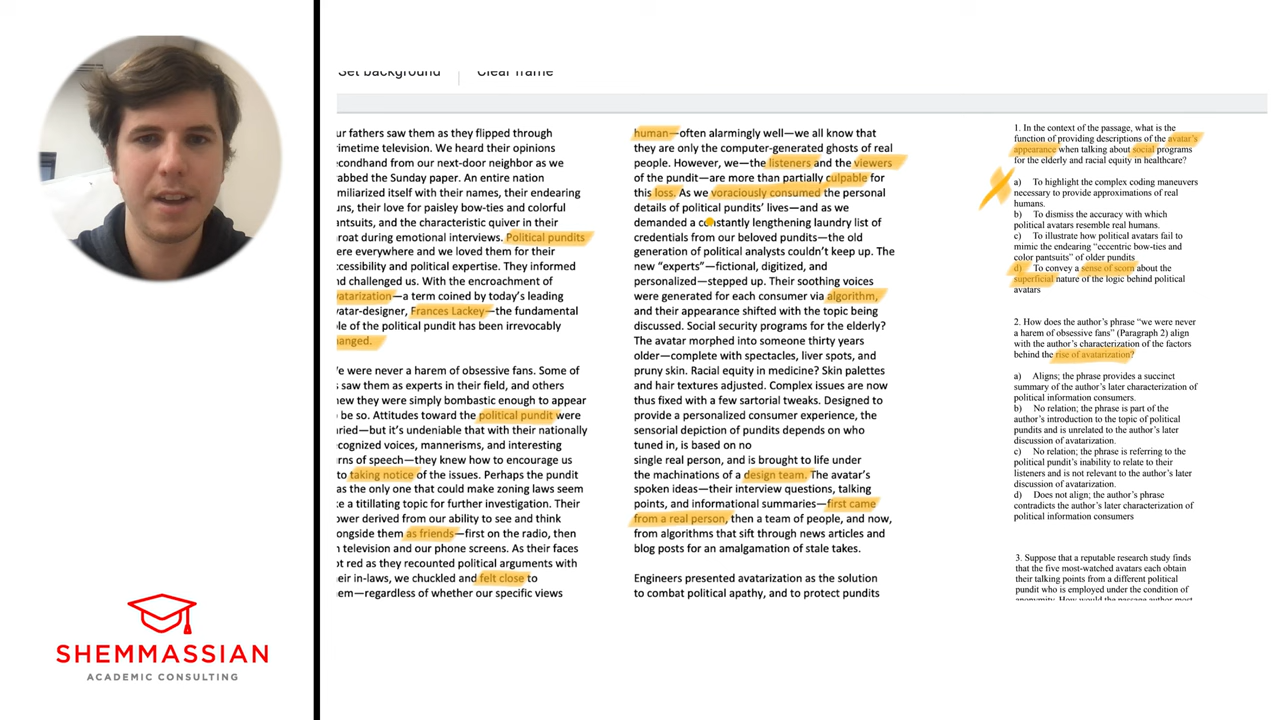 Set background Clear frame
ur fathers saw them as they flipped through
rimetime television. We heard their opinions
econdhand from our next-door neighbor as we
rabbed the Sunday paper. An entire nation
miliarized itself with their names, their endearing
uns, their love for paisley bow-ties and colorful
antsuits, and the characteristic quiver in their
hroat during emotional interviews. Political pundits
ere everywhere and we loved them for their
ccessibility and political expertise. They informed
nd challenged us. With the encroachment of
vatarization—a term coined by today's leading
vatar-designer, Frances Lackey—the fundamental
ole of the political pundit has been irrevocably
hanged.
e were never a harem of obsessive fans. Some of
s saw them as experts in their field, and others
new they were simply bombastic enough to appear
o be so. Attitudes toward the political pundit were
aried—but it's undeniable that with their nationally
ecognized voices, mannerisms, and interesting
rns of speech—they knew how to encourage us
to taking notice of the issues. Perhaps the pundit
as the only one that could make zoning laws seem
ke a titillating topic for further investigation. Their
ower derived from our ability to see and think
ongside them as friends—first on the radio, then
n television and our phone screens. As their faces
ot red as they recounted political arguments with
eir in-laws, we chuckled and felt close to
em—regardless of whether our specific views
human—often alarmingly well—we all know that
they are only the computer-generated ghosts of real
people. However, we—the listeners and the viewers
of the pundit—are more than partially culpable for
this loss. As we voraciously consumed the personal
details of political pundits' lives—and as we
demanded a constantly lengthening laundry list of
credentials from our beloved pundits—the old
generation of political analysts couldn't keep up. The
new “experts”—fictional, digitized, and
personalized—stepped up. Their soothing voices
were generated for each consumer via algorithm,
and their appearance shifted with the topic being
discussed. Social security programs for the elderly?
The avatar morphed into someone thirty years
older—complete with spectacles, liver spots, and
pruny skin. Racial equity in medicine? Skin palettes
and hair textures adjusted. Complex issues are now
thus fixed with a few sartorial tweaks. Designed to
provide a personalized consumer experience, the
sensorial depiction of pundits depends on who
tuned in, is based on no
single real person, and is brought to life under
the machinations of a design team. The avatar's
spoken ideas—their interview questions, talking
points, and informational summaries—first came
from a real person, then a team of people, and now,
from algorithms that sift through news articles and
blog posts for an amalgamation of stale takes.
Engineers presented avatarization as the solution
to combat political apathy, and to protect pundits
1. In the context of the passage, what is the
function of providing descriptions of the avatar's
appearance when talking about social programs
for the elderly and racial equity in healthcare?
a) To highlight the complex coding maneuvers
necessary to provide approximations of real
humans.
b) To dismiss the accuracy with which
political avatars resemble real humans.
c) To illustrate how political avatars fail to
mimic the endearing “eccentric bow-ties and
color pantsuits” of older pundits
d) To convey a sense of scorn about the
superficial nature of the logic behind political
avatars
2. How does the author's phrase “we were never
a harem of obsessive fans” (Paragraph 2) align
with the author's characterization of the factors
behind the rise of avatarization?
a) Aligns; the phrase provides a succinct
summary of the author's later characterization of
political information consumers.
b) No relation; the phrase is part of the
author's introduction to the topic of political
pundits and is unrelated to the author's later
discussion of avatarization.
c) No relation; the phrase is referring to the
political pundit's inability to relate to their
listeners and is not relevant to the author's later
discussion of avatarization.
d) Does not align; the author's phrase
contradicts the author's later characterization of
political information consumers
3. Suppose that a reputable research study finds
that the five most-watched avatars each obtain
their talking points from a different political
pundit who is employed under the condition of
anonymity. How would the passage author most
SHEMMASSIAN
ACADEMIC CONSULTING